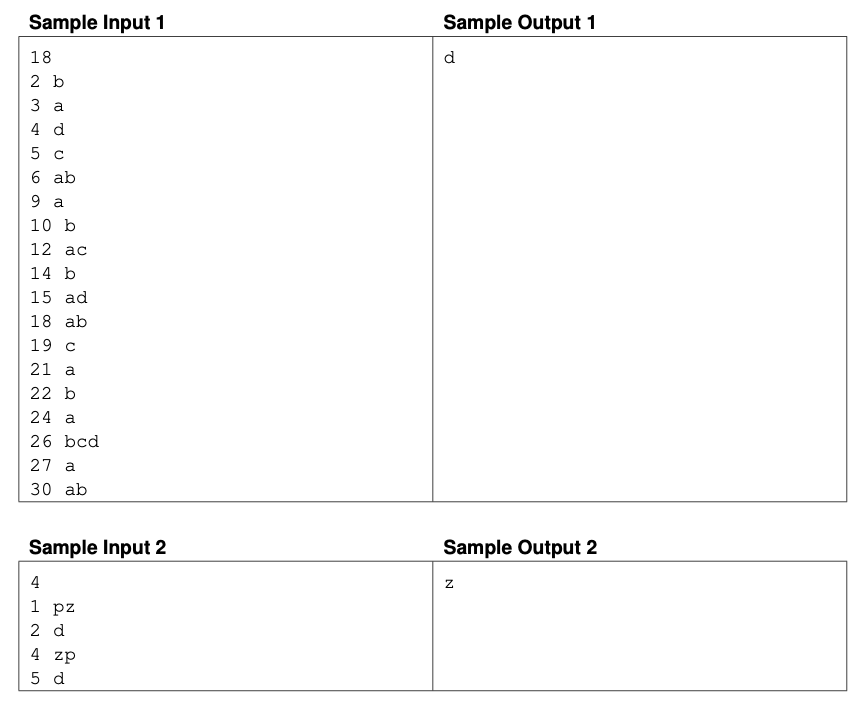 Sample Input 1 Sample Output 1
18 d
2 b
3 a
4 d
5 c
6 ab
9 a
10 b
12 ac
14 b
15 ad
18 ab
19 c
21 a
22 b
24 a
26 bcd
27 a
30 ab
Sample Input 2 Sample Output 2
4 z
1 pz
2 d
4 zp
5 d